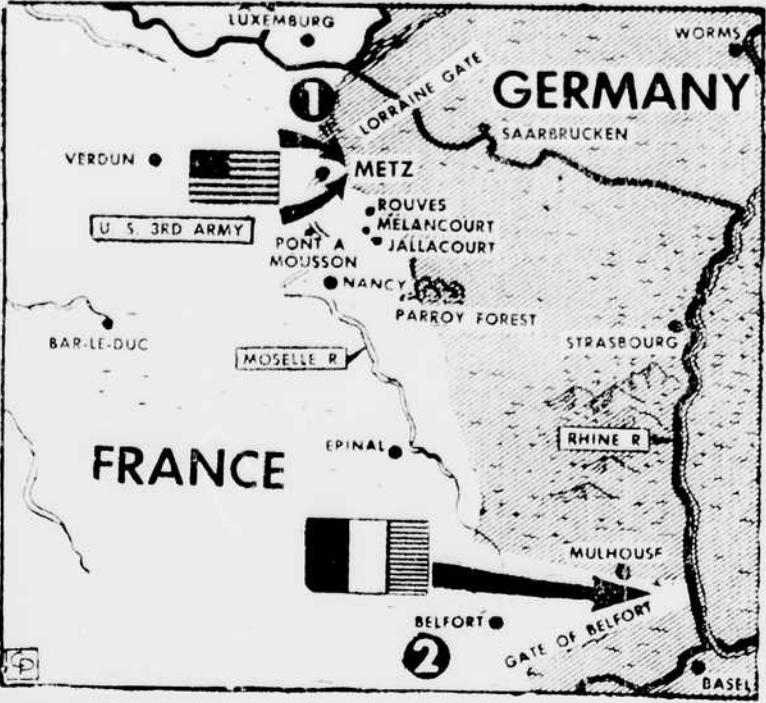 LUXEMBURG
WORMS
1
LORRAINE GATE
GERMANY
SAARBRUCKEN
VERDUN
METZ
ROUVES
MELANCOURT
JALLACOURT
U. S. 3RD ARMY
PONT A
MOUSSON
NANCY
PARROY FOREST
BAR-LE-DUC
MOSELLE R
STRASBOURG
FRANCE
EPINAL
RHINE R
MULHOUSE
BELFORT
2
GATE OF BELFORT
BASEL
CP